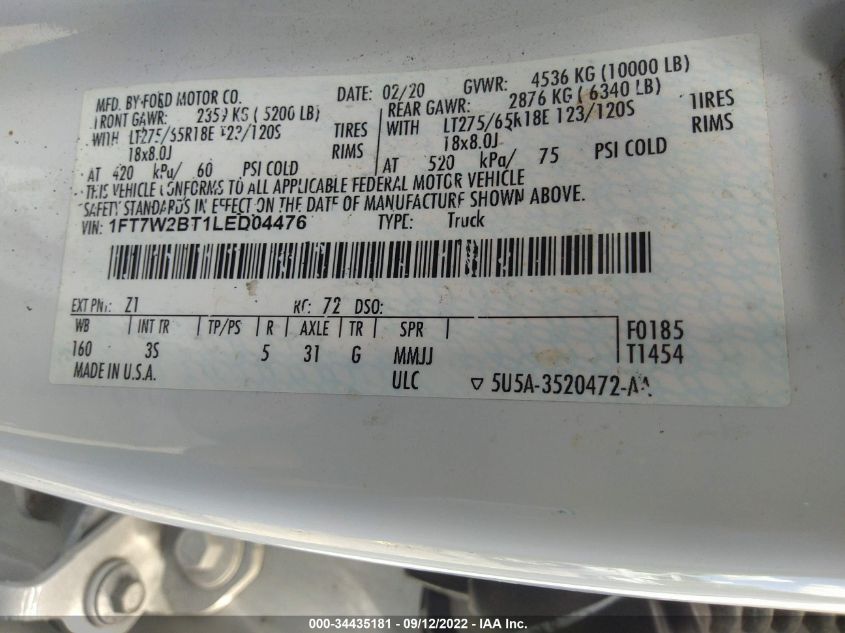 MFD. BY FORD MOTOR CO. DATE: 02/20 GVWR: 4536 KG (10000 LB)
FRONT GAWR: 2359 KG (5200 LB) REAR GAWR: 2876 KG (6340 LB)
WITH LT275/65R18E 123/120S TIRES WITH LT275/65R18E 123/120S TIRES
18x8.0J RIMS 18x8.0J RIMS
AT 420 kPa/ 60 PSI COLD AT 520 kPa/ 75 PSI COLD
THIS VEHICLE CONFORMS TO ALL APPLICABLE FEDERAL MOTOR VEHICLE
SAFETY STANDARDS IN EFFECT ON THE DATE OF MANUFACTURE SHOWN ABOVE.
VIN: 1FT7W2BT1LED04476 TYPE: Truck
EXT PNT: Z1 RC: 72 DSO:
WB INT TR TP/PS R AXLE TR SPR F0185
160 3S 5 31 G MMJJ T1454
MADE IN U.S.A. ULC ▽ 5U5A-3520472-AA
000-34435181 - 09/12/2022 - IAA Inc.